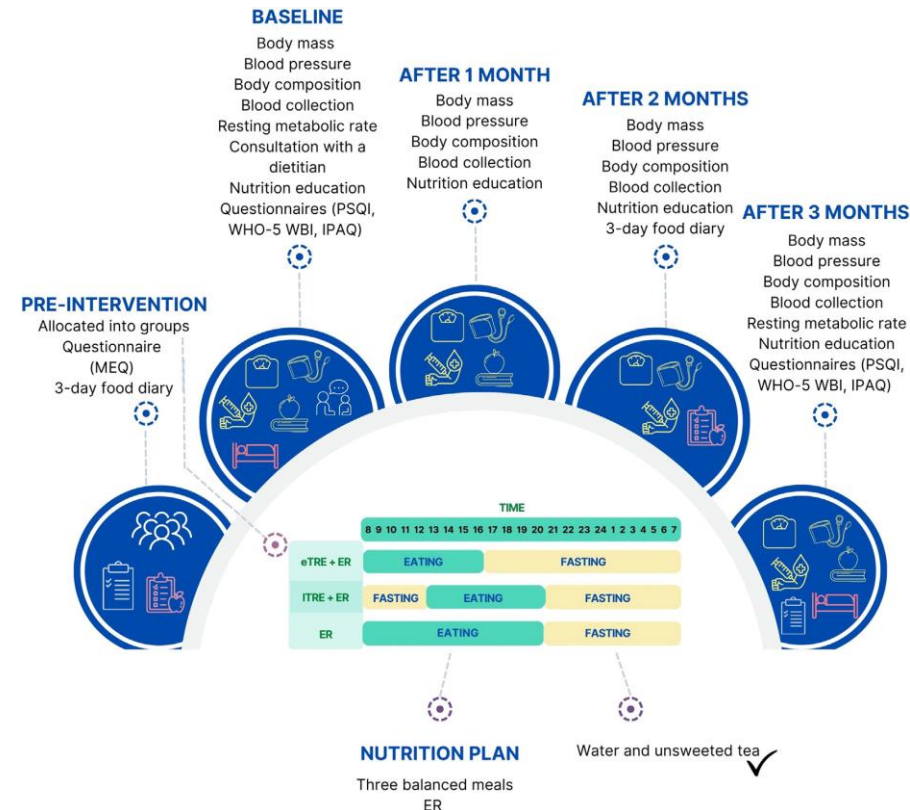 BASELINE
Body mass
Blood pressure
Body composition
Blood collection
Resting metabolic rate
Consultation with a
dietitian
Nutrition education
Questionnaires (PSQI,
WHO-5 WBI, IPAQ)
AFTER 1 MONTH
Body mass
Blood pressure
Body composition
Blood collection
Nutrition education
AFTER 2 MONTHS
Body mass
Blood pressure
Body composition
Blood collection
Nutrition education
3-day food diary
AFTER 3 MONTHS
Body mass
Blood pressure
Body composition
Blood collection
Resting metabolic rate
Nutrition education
Questionnaires (PSQI,
WHO-5 WBI, IPAQ)
PRE-INTERVENTION
Allocated into groups
Questionnaire
(MEQ)
3-day food diary
TIME
8 9 10 11 12 13 14 15 16 17 18 19 20 21 22 23 24 1 2 3 4 5 6 7
eTRE + ER EATING FASTING
lTRE + ER FASTING EATING FASTING
ER EATING FASTING
NUTRITION PLAN
Three balanced meals
ER
Water and unsweeted tea